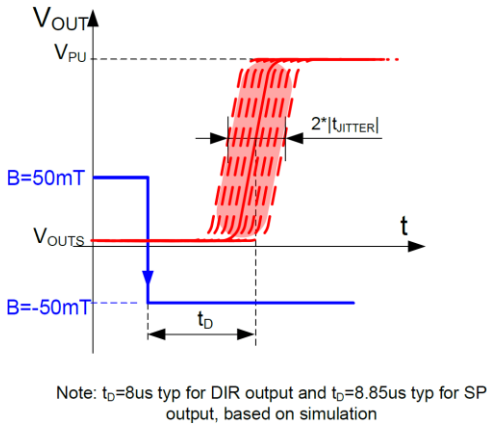 VOUT
VPU
2*|tJITTER|
B=50mT
t
VOUTS
B=-50mT
tD
Note: tD=8us typ for DIR output and tD=8.85us typ for SP
output, based on simulation